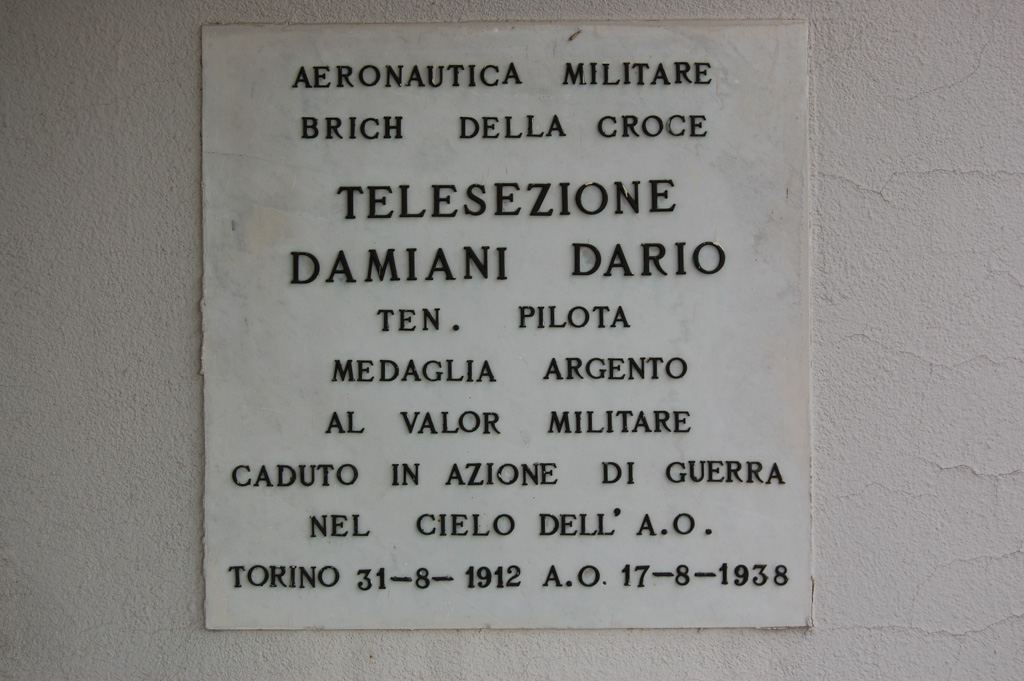 AERONAUTICA MILITARE
BRICH DELLA CROCE
TELESEZIONE
DAMIANI DARIO
TEN. PILOTA
MEDAGLIA ARGENTO
AL VALOR MILITARE
CADUTO IN AZIONE DI GUERRA
NEL CIELO DELL' A.O.
TORINO 31-8-1912 A.O. 17-8-1938